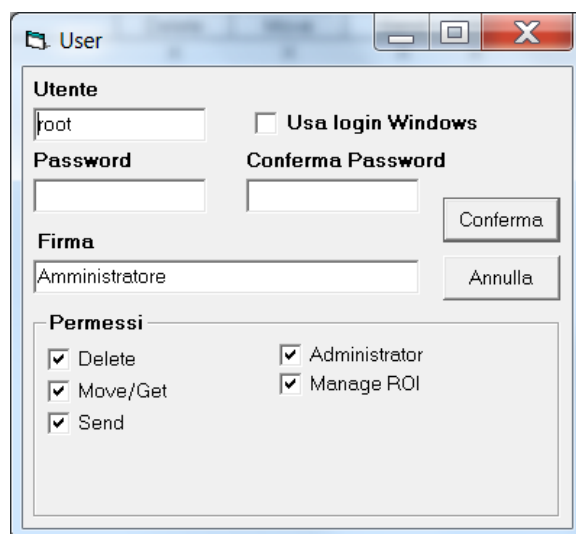 User
Utente
root
Usa login Windows
Password
Conferma Password
Conferma
Firma
Amministratore
Annulla
Permessi
Delete
Administrator
Move/Get
Manage ROI
Send